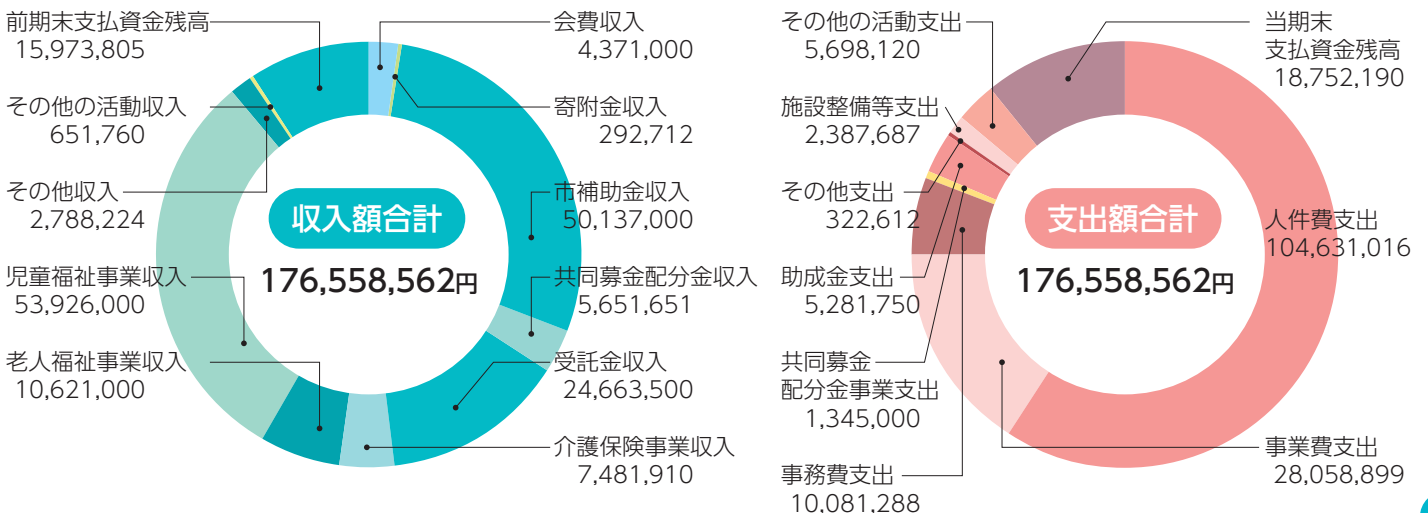 前期末支払資金残高
15,973,805
その他の活動収入
651,760
その他収入
2,788,224
児童福祉事業収入
53,926,000
老人福祉事業収入
10,621,000
会費収入
4,371,000
寄附金収入
292,712
市補助金収入
50,137,000
共同募金配分金収入
5,651,651
受託金収入
24,663,500
介護保険事業収入
7,481,910
収入額合計
176,558,562円
その他の活動支出
5,698,120
施設整備等支出
2,387,687
その他支出
322,612
助成金支出
5,281,750
共同募金
配分金事業支出
1,345,000
事務費支出
10,081,288
当期末
支払資金残高
18,752,190
人件費支出
104,631,016
事業費支出
28,058,899
支出額合計
176,558,562円